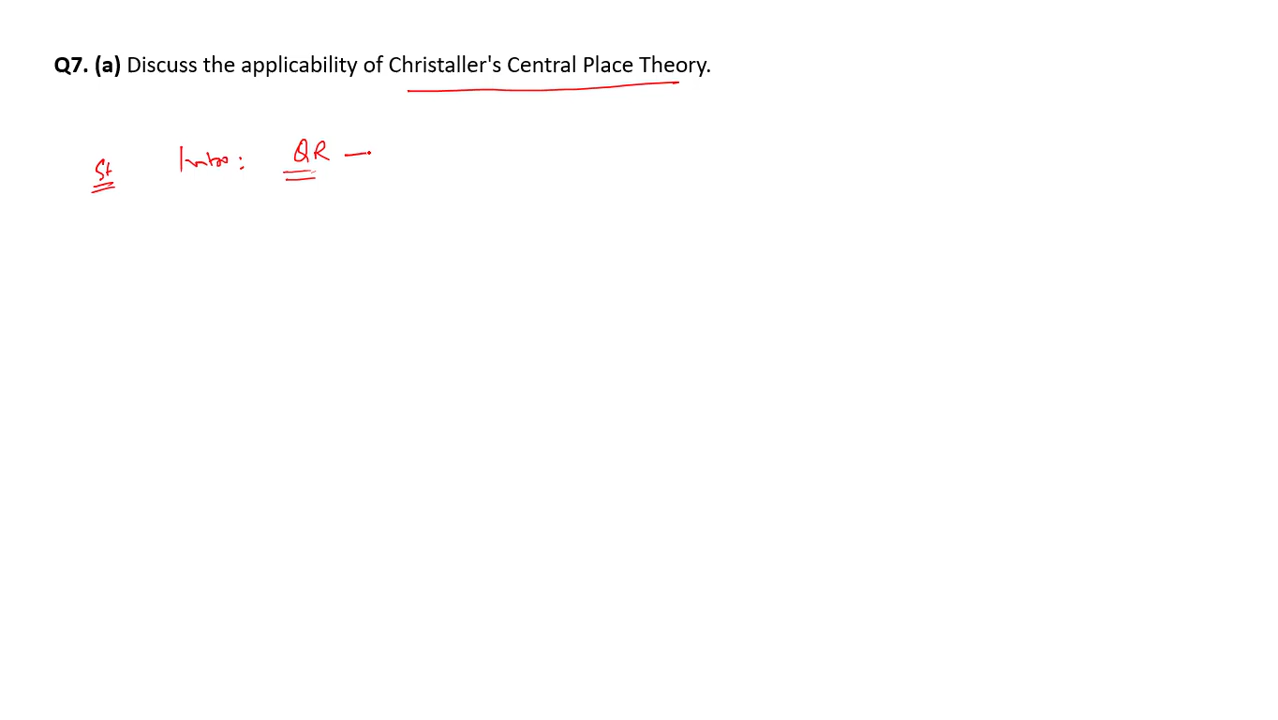 Q7. (a) Discuss the applicability of Christaller's Central Place Theory.
St Intro: QR —